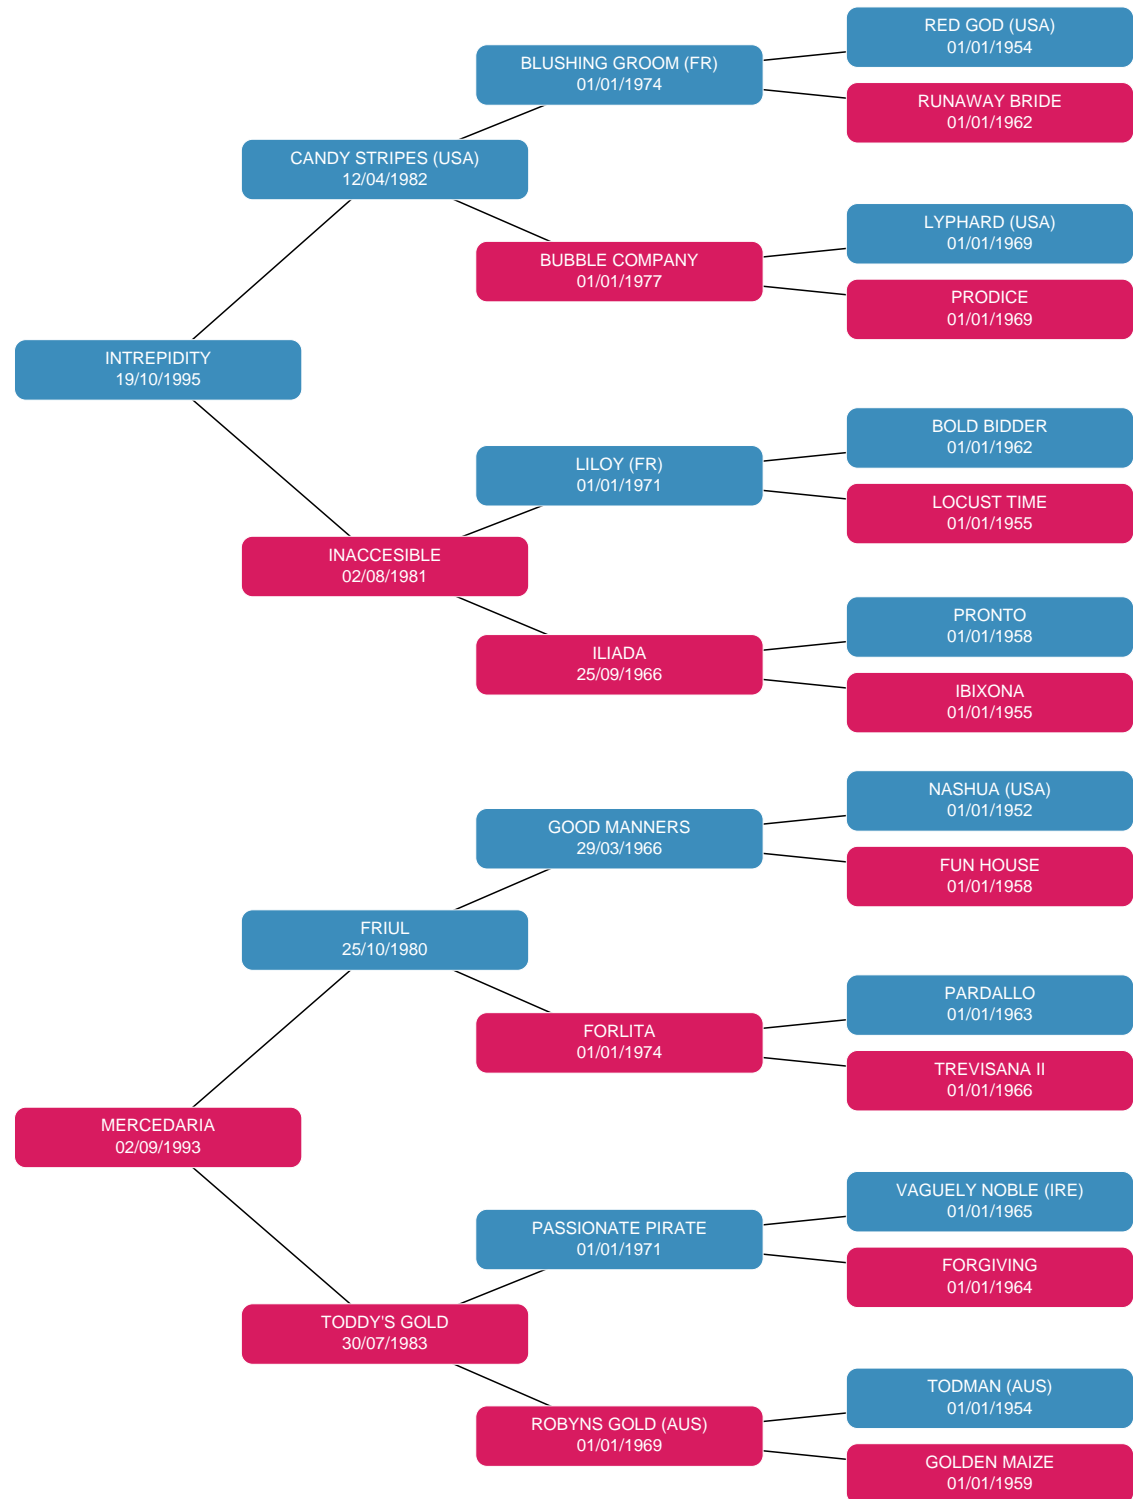 RED GOD (USA)
01/01/1954
BLUSHING GROOM (FR)
01/01/1974
RUNAWAY BRIDE
01/01/1962
CANDY STRIPES (USA)
12/04/1982
LYPHARD (USA)
01/01/1969
BUBBLE COMPANY
01/01/1977
PRODICE
01/01/1969
INTREPIDITY
19/10/1995
BOLD BIDDER
01/01/1962
LILOY (FR)
01/01/1971
LOCUST TIME
01/01/1955
INACCESIBLE
02/08/1981
PRONTO
01/01/1958
ILIADA
25/09/1966
IBIXONA
01/01/1955
NASHUA (USA)
01/01/1952
GOOD MANNERS
29/03/1966
FUN HOUSE
01/01/1958
FRIUL
25/10/1980
PARDALLO
01/01/1963
FORLITA
01/01/1974
TREVISANA II
01/01/1966
MERCEDARIA
02/09/1993
VAGUELY NOBLE (IRE)
01/01/1965
PASSIONATE PIRATE
01/01/1971
FORGIVING
01/01/1964
TODDY'S GOLD
30/07/1983
TODMAN (AUS)
01/01/1954
ROBYNS GOLD (AUS)
01/01/1969
GOLDEN MAIZE
01/01/1959